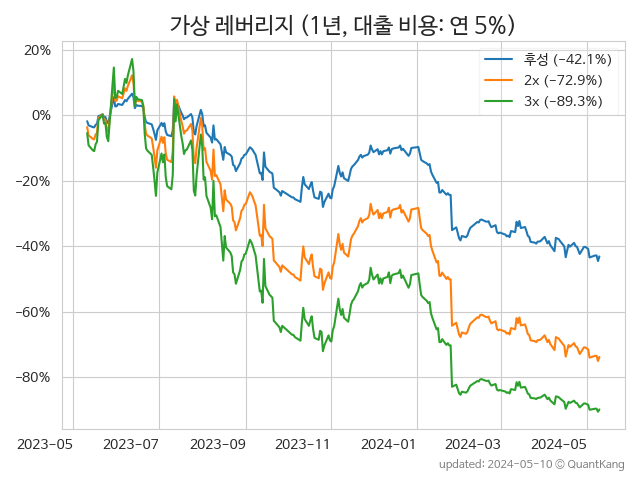 가상 레버리지 (1년, 대출 비용: 연 5%)
후성 (−42.1%)
2x (−72.9%)
3x (−89.3%)
20%
0%
−20%
−40%
−60%
−80%
2023−05 2023−07 2023−09 2023−11 2024−01 2024−03 2024−05
updated: 2024-05-10 © QuantKang